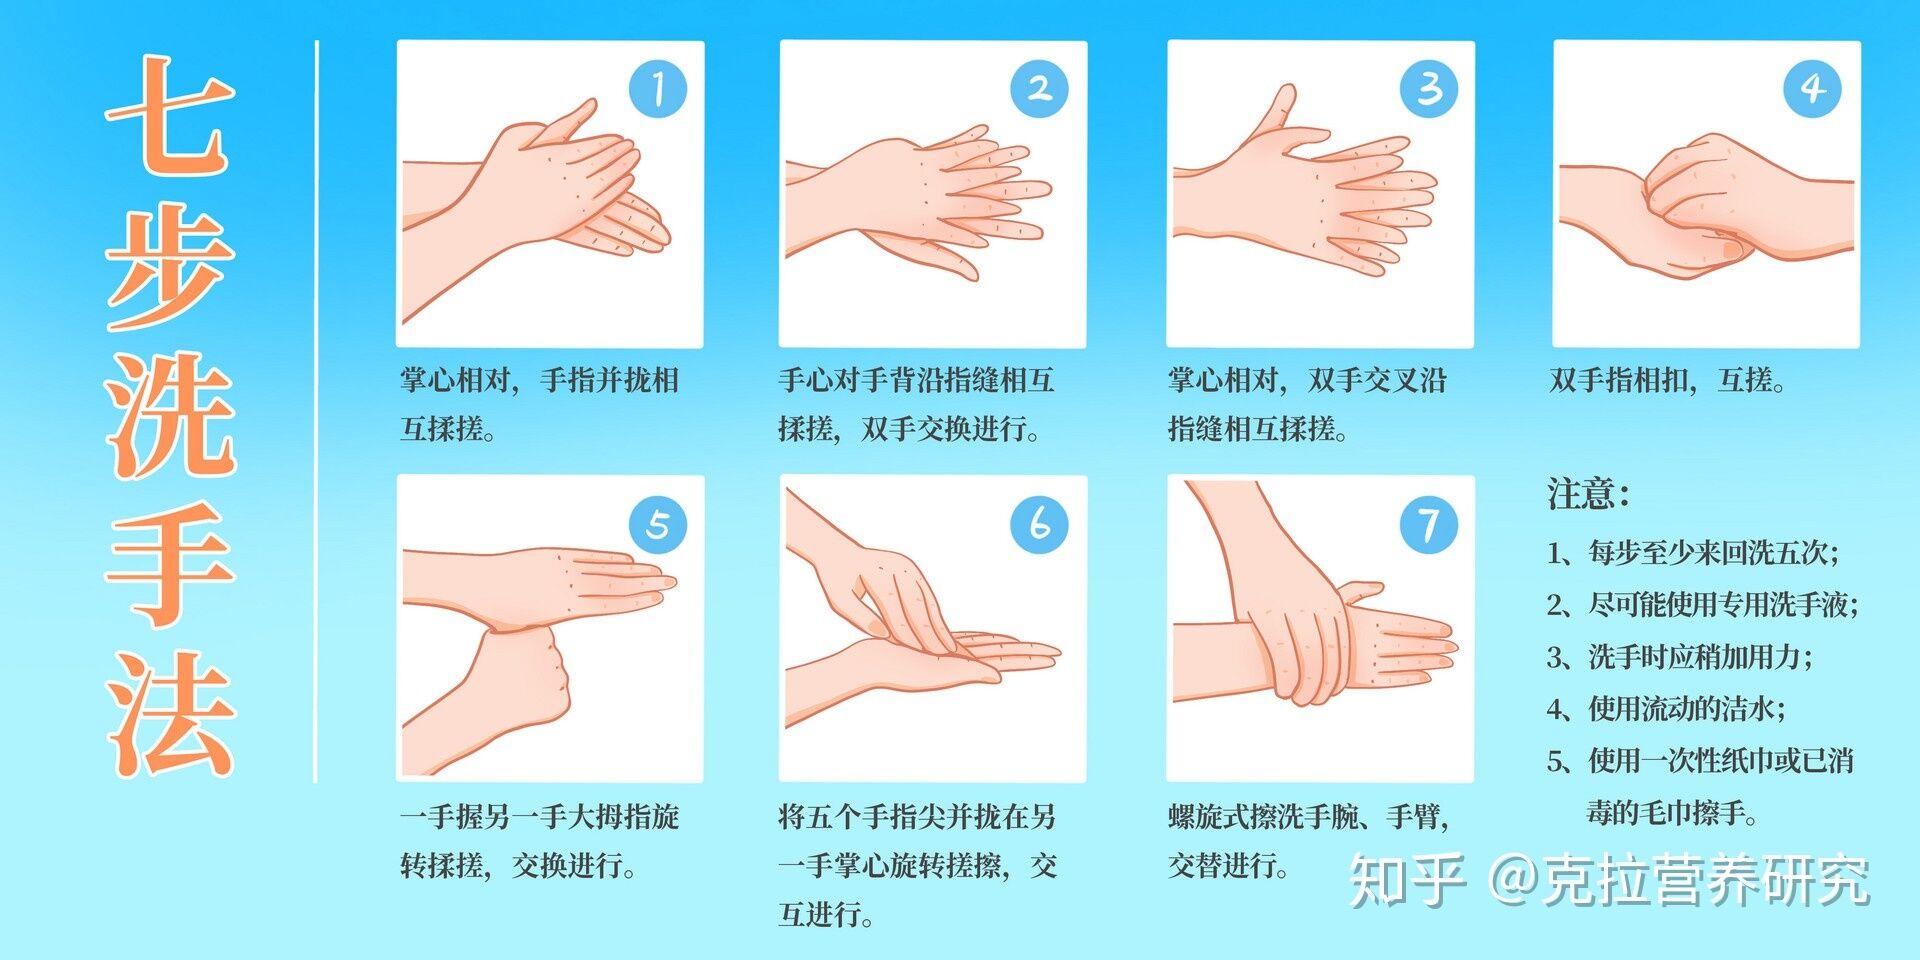 七步洗手法
1
掌心相对，手指并拢相
互揉搓。
2
手心对手背沿指缝相互
揉搓，双手交换进行。
3
掌心相对，双手交叉沿
指缝相互揉搓。
4
双手指相扣，互搓。
5
一手握另一手大拇指旋
转揉搓，交换进行。
6
将五个手指尖并拢在另
一手掌心旋转搓擦，交
互进行。
7
螺旋式擦洗手腕、手臂，
交替进行。
注意：
1、每步至少来回洗五次；
2、尽可能使用专用洗手液；
3、洗手时应稍加用力；
4、使用流动的洁水；
5、使用一次性纸巾或已消
毒的毛巾擦手。
知乎 @克拉营养研究